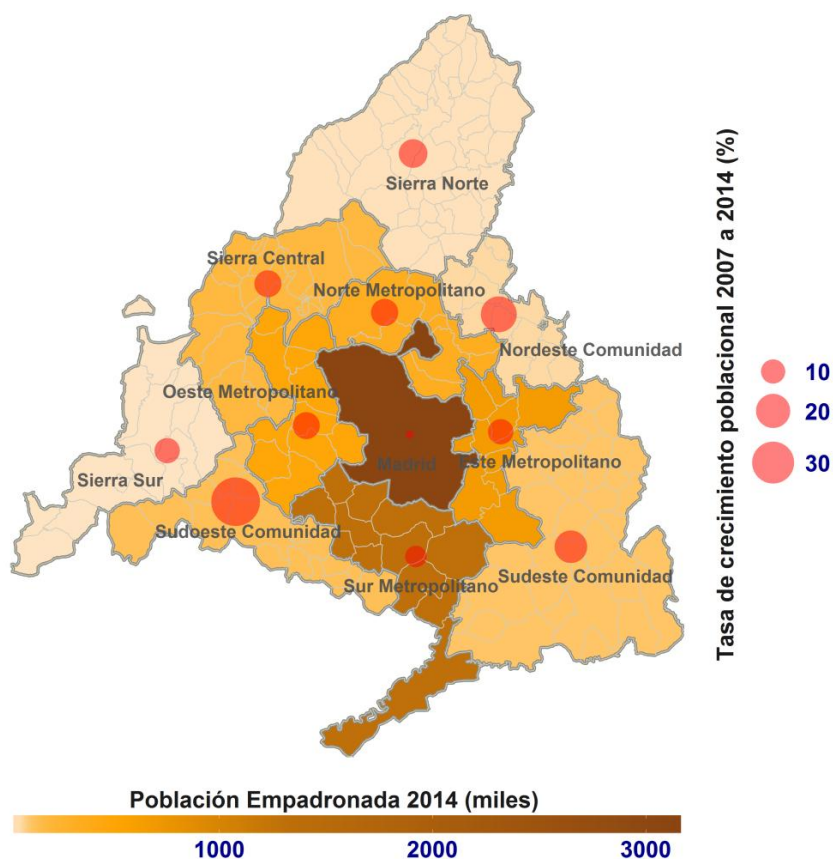 Sierra Norte
Sierra Central
Norte Metropolitano
Nordeste Comunidad
Oeste Metropolitano
Madrid
Este Metropolitano
Sierra Sur
Sudoeste Comunidad
Sur Metropolitano
Sudeste Comunidad
Tasa de crecimiento poblacional 2007 a 2014 (%)
10
20
30
Población Empadronada 2014 (miles)
1000
2000
3000